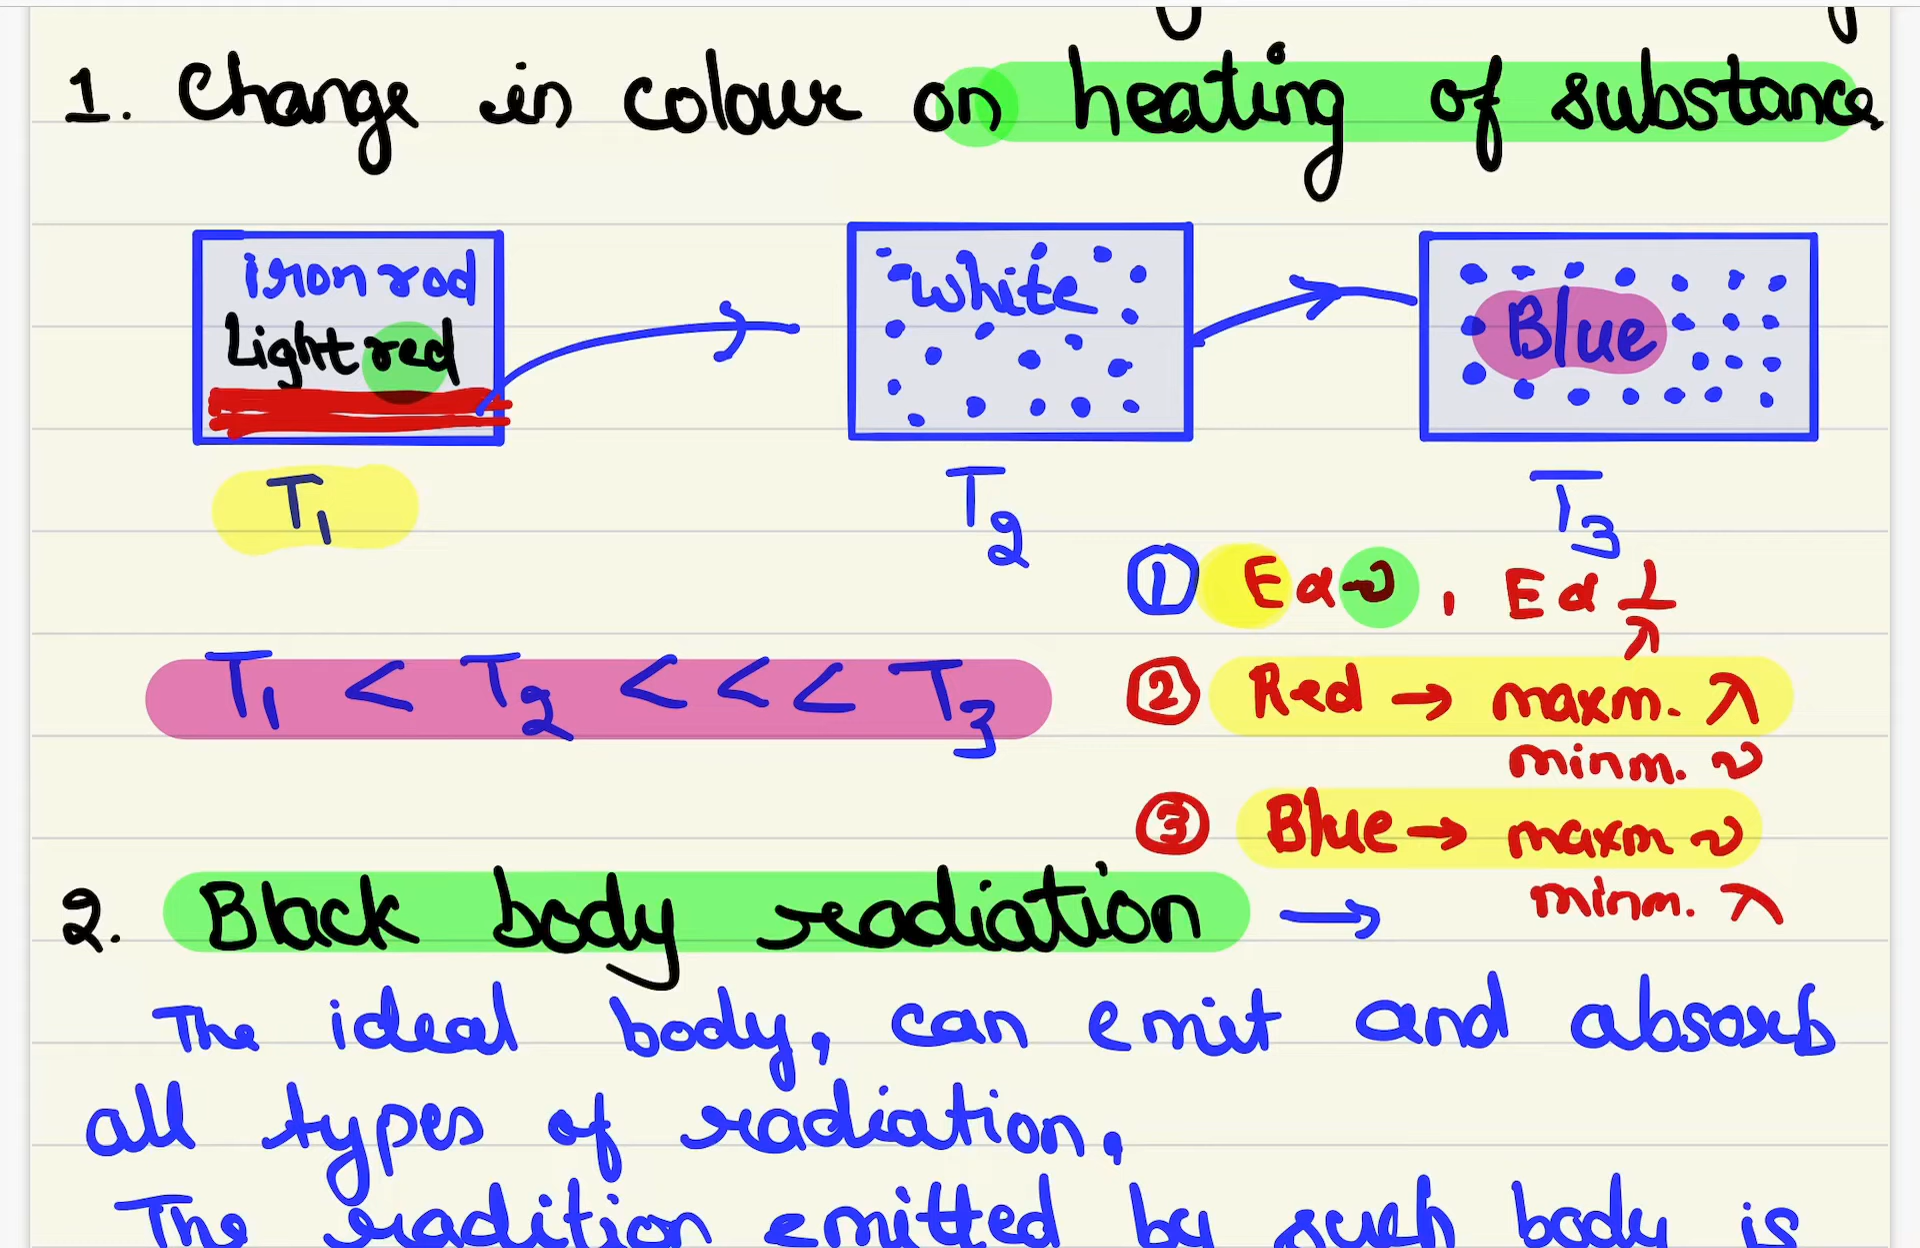 1. Change in colour on heating of substance
Iron rod
Light red
White
Blue
T1
T2
T3
① E α ν , E α 1/λ
T1 < T2 < < < T3
② Red → maxm. λ
minm. ν
③ Blue → maxm ν
minm. λ
2. Black body radiation →
The ideal body, can emit and absorb
all types of radiation,
The radition emitted by such body is